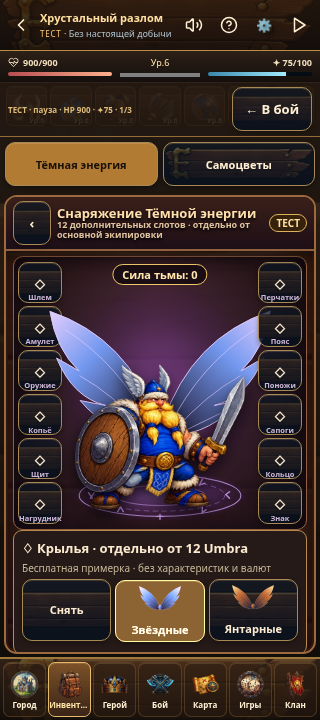 Хрустальный разлом
ТЕСТ · Без настоящей добычи
900/900
Ур.6
75/100
ТЕСТ · пауза · HP 900 · ✦75 · 1/3
← В бой
Тёмная энергия
Самоцветы
‹
Снаряжение Тёмной энергии
12 дополнительных слотов · отдельно от
основной экипировки
ТЕСТ
Сила тьмы: 0
Шлем
Перчатки
Амулет
Пояс
Оружие
Поножи
Копьё
Сапоги
Щит
Кольцо
Нагрудник
Знак
◊ Крылья · отдельно от 12 Umbra
Бесплатная примерка · без характеристик и валют
Снять
Звёздные
Янтарные
Город
Инвент...
Герой
Бой
Карта
Игры
Клан